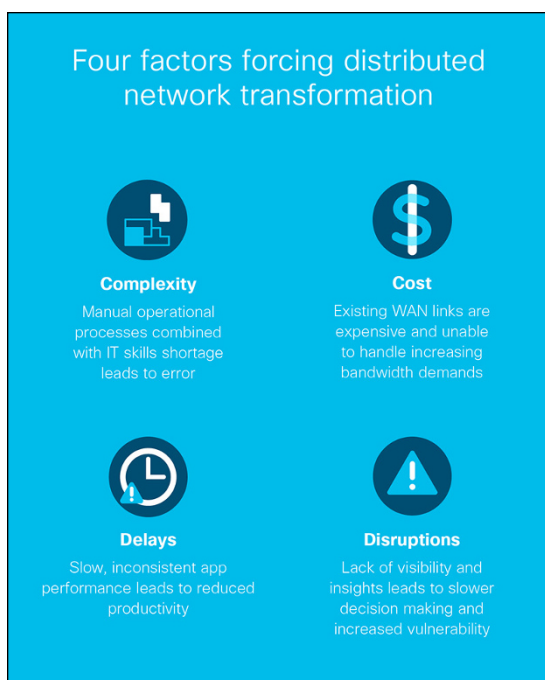 Four factors forcing distributed
network transformation
Complexity
Manual operational
processes combined
with IT skills shortage
leads to error
Cost
Existing WAN links are
expensive and unable
to handle increasing
bandwidth demands
Delays
Slow, inconsistent app
performance leads to reduced
productivity
Disruptions
Lack of visibility and
insights leads to slower
decision making and
increased vulnerability